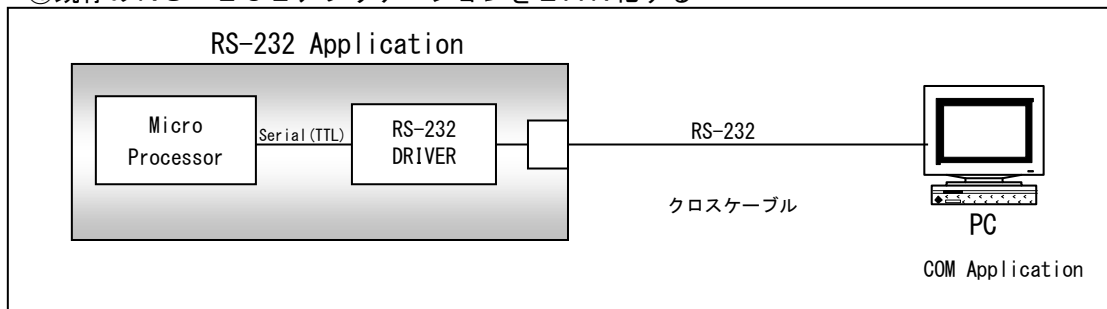 RS-232 Application
Micro
Processor
Serial(TTL)
RS-232
DRIVER
RS-232
クロスケーブル
PC
COM Application